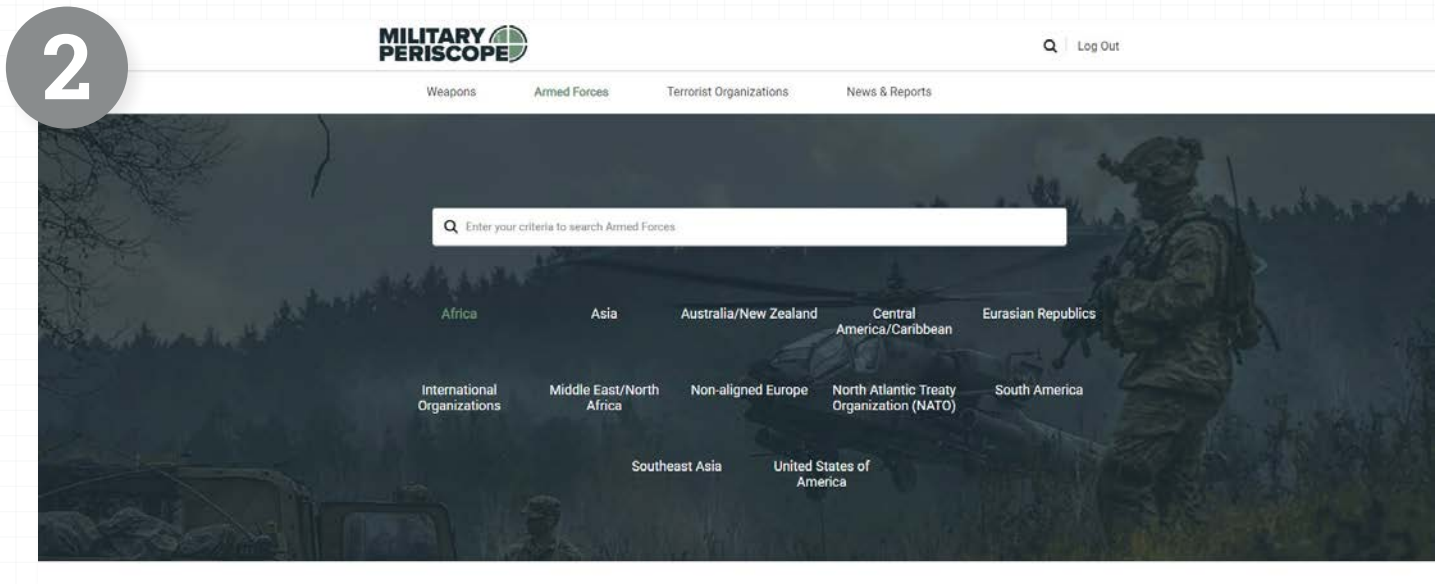 2
MILITARY
PERISCOPE
Log Out
Weapons Armed Forces Terrorist Organizations News & Reports
Enter your criteria to search Armed Forces
Africa Asia Australia/New Zealand Central Eurasian Republics
America/Caribbean
International Middle East/North Non-aligned Europe North Atlantic Treaty South America
Organizations Africa Organization (NATO)
Southeast Asia United States of
America